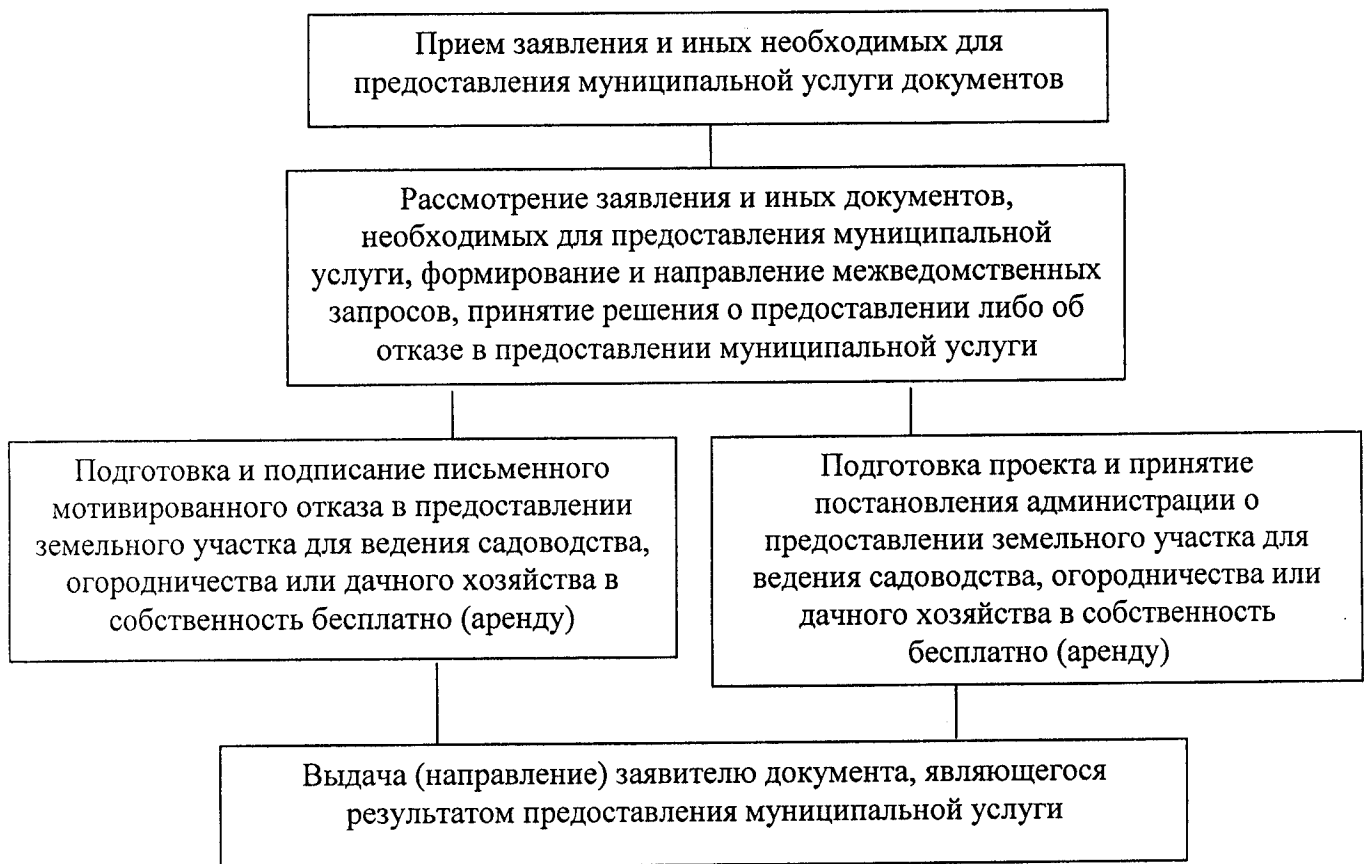 Прием заявления и иных необходимых для
предоставления муниципальной услуги документов
Рассмотрение заявления и иных документов,
необходимых для предоставления муниципальной
услуги, формирование и направление межведомственных
запросов, принятие решения о предоставлении либо об
отказе в предоставлении муниципальной услуги
Подготовка и подписание письменного
мотивированного отказа в предоставлении
земельного участка для ведения садоводства,
огородничества или дачного хозяйства в
собственность бесплатно (аренду)
Подготовка проекта и принятие
постановления администрации о
предоставлении земельного участка для
ведения садоводства, огородничества или
дачного хозяйства в собственность
бесплатно (аренду)
Выдача (направление) заявителю документа, являющегося
результатом предоставления муниципальной услуги